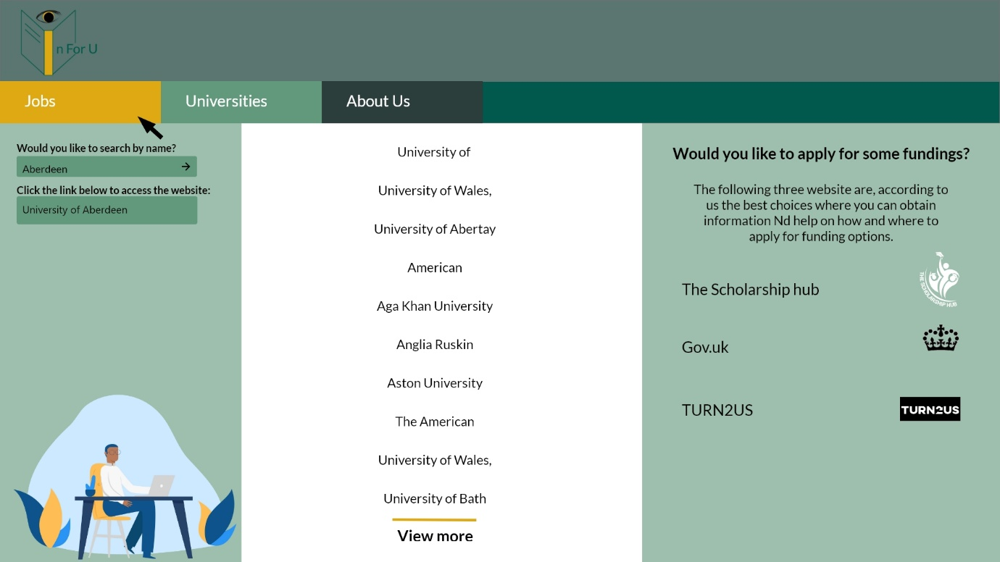 n For U
Jobs
Universities
About Us
Would you like to search by name?
Aberdeen
Click the link below to access the website:
University of Aberdeen
University of
University of Wales,
University of Abertay
American
Aga Khan University
Anglia Ruskin
Aston University
The American
University of Wales,
University of Bath
View more
Would you like to apply for some fundings?
The following three website are, according to
us the best choices where you can obtain
information Nd help on how and where to
apply for funding options.
The Scholarship hub
THE SCHOLARSHIP HUB
Gov.uk
TURN2US
TURN2US